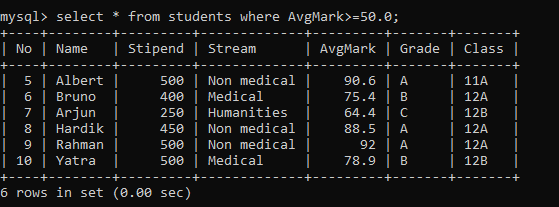 mysql> select * from students where AvgMark>=50.0;
+----+---------+---------+-------------+---------+-------+-------+
| No | Name    | Stipend | Stream      | AvgMark | Grade | Class |
+----+---------+---------+-------------+---------+-------+-------+
|  5 | Albert  |     500 | Non medical |    90.6 | A     | 11A   |
|  6 | Bruno   |     400 | Medical     |    75.4 | B     | 12A   |
|  7 | Arjun   |     250 | Humanities  |    64.4 | C     | 12B   |
|  8 | Hardik  |     450 | Non medical |    88.5 | A     | 12A   |
|  9 | Rahman  |     500 | Non medical |      92 | A     | 12A   |
| 10 | Yatra   |     500 | Medical     |    78.9 | B     | 12B   |
+----+---------+---------+-------------+---------+-------+-------+
6 rows in set (0.00 sec)